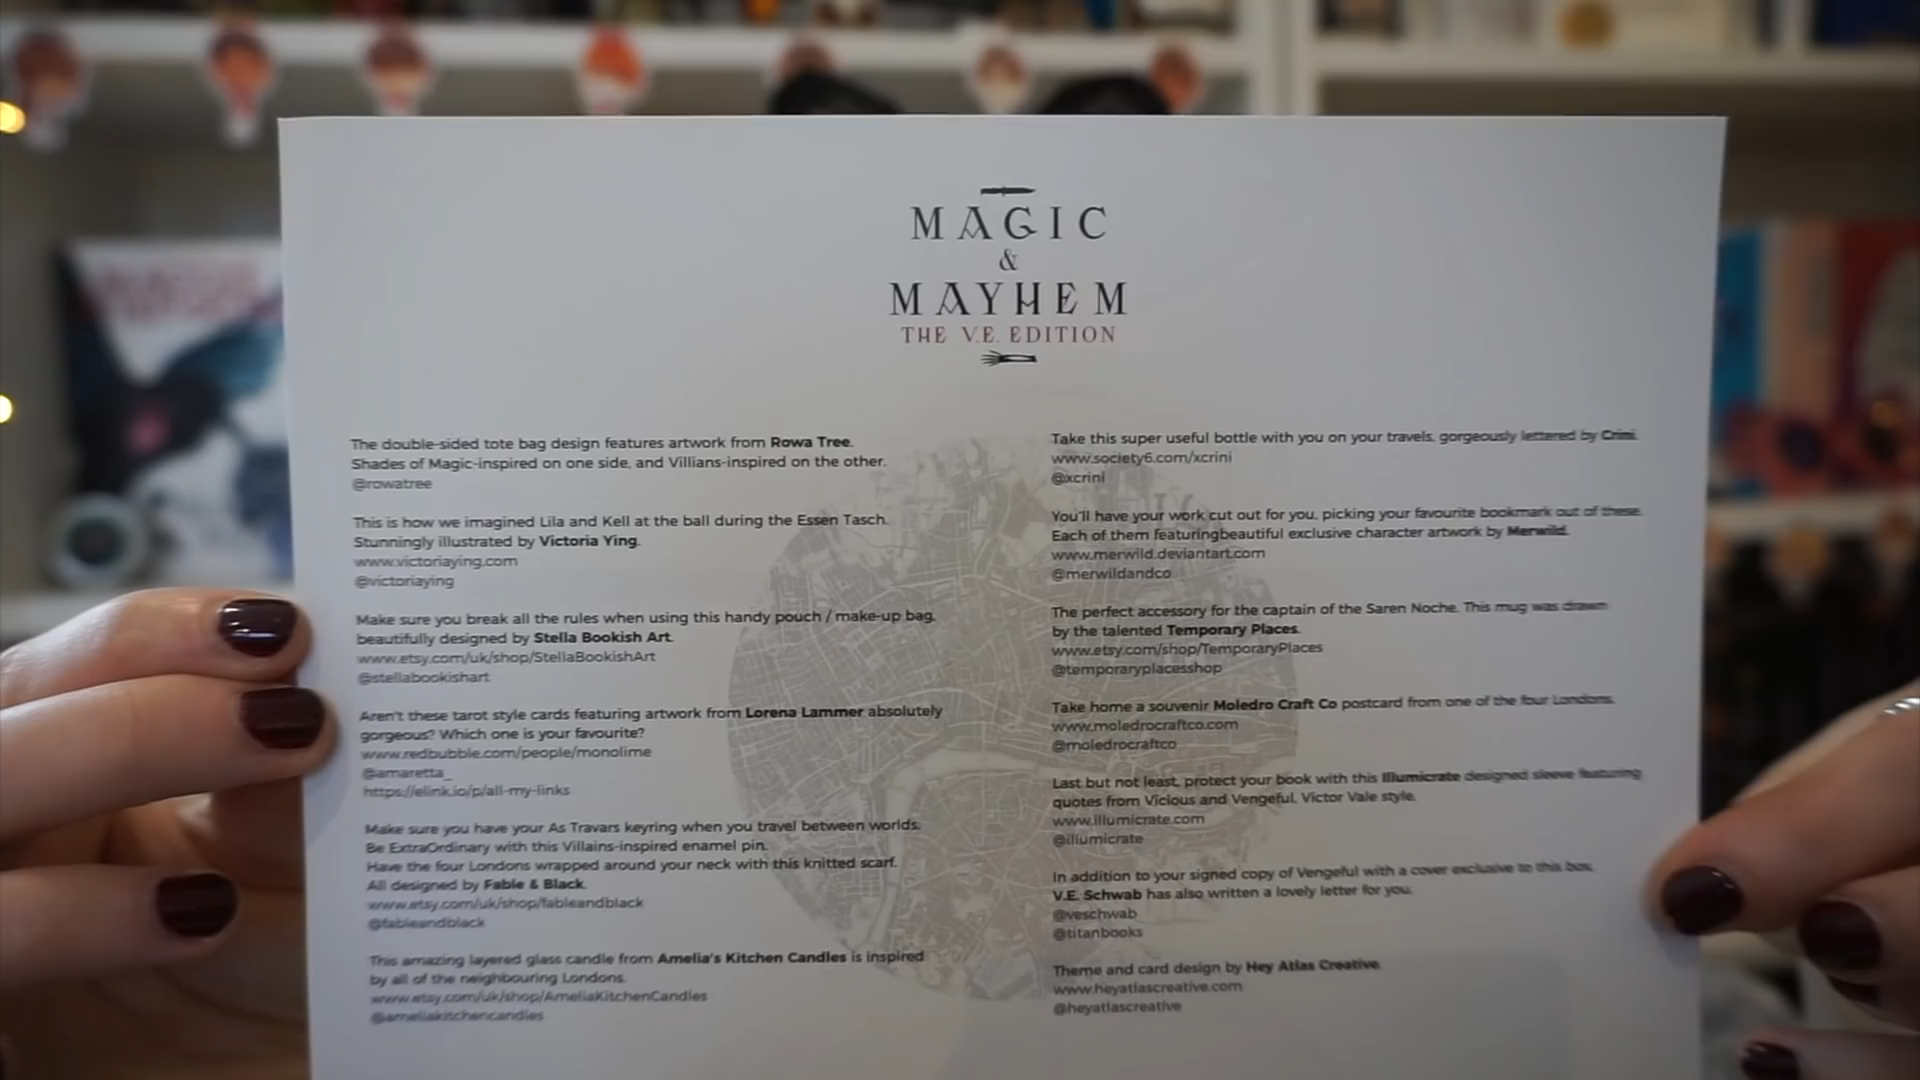 MAGIC
&
MAYHEM
THE V.E. EDITION
The double-sided tote bag design features artwork from Rowa Tree.
Shades of Magic-inspired on one side, and Villians-inspired on the other.
@rowatree
This is how we imagined Lila and Kell at the ball during the Essen Tasch.
Stunningly illustrated by Victoria Ying.
www.victoriaying.com
@victoriaying
Make sure you break all the rules when using this handy pouch / make-up bag,
beautifully designed by Stella Bookish Art.
www.etsy.com/uk/shop/StellaBookishArt
@stellabookishart
Aren't these tarot style cards featuring artwork from Lorena Lammer absolutely
gorgeous? Which one is your favourite?
www.redbubble.com/people/monolime
@amaretta_
https://elink.io/p/all-my-links
Make sure you have your As Travars keyring when you travel between worlds.
Be ExtraOrdinary with this Villains-inspired enamel pin.
Have the four Londons wrapped around your neck with this knitted scarf.
All designed by Fable & Black.
www.etsy.com/uk/shop/fableandblack
@fableandblack
This amazing layered glass candle from Amelia's Kitchen Candles is inspired
by all of the neighbouring Londons.
www.etsy.com/uk/shop/AmeliaKitchenCandles
@ameliakitchencandles
Take this super useful bottle with you on your travels, gorgeously lettered by Crini.
www.society6.com/xcrini
@xcrini
You'll have your work cut out for you, picking your favourite bookmark out of these.
Each of them featuringbeautiful exclusive character artwork by Merwild.
www.merwild.deviantart.com
@merwildandco
The perfect accessory for the captain of the Saren Noche. This mug was drawn
by the talented Temporary Places.
www.etsy.com/shop/TemporaryPlaces
@temporaryplacesshop
Take home a souvenir Moledro Craft Co postcard from one of the four Londons.
www.moledrocraftco.com
@moledrocraftco
Last but not least, protect your book with this Illumicrate designed sleeve featuring
quotes from Vicious and Vengeful, Victor Vale style.
www.illumicrate.com
@illumicrate
In addition to your signed copy of Vengeful with a cover exclusive to this box,
V.E. Schwab has also written a lovely letter for you.
@veschwab
@titanbooks
Theme and card design by Hey Atlas Creative.
www.heyatlascreative.com
@heyatlascreative